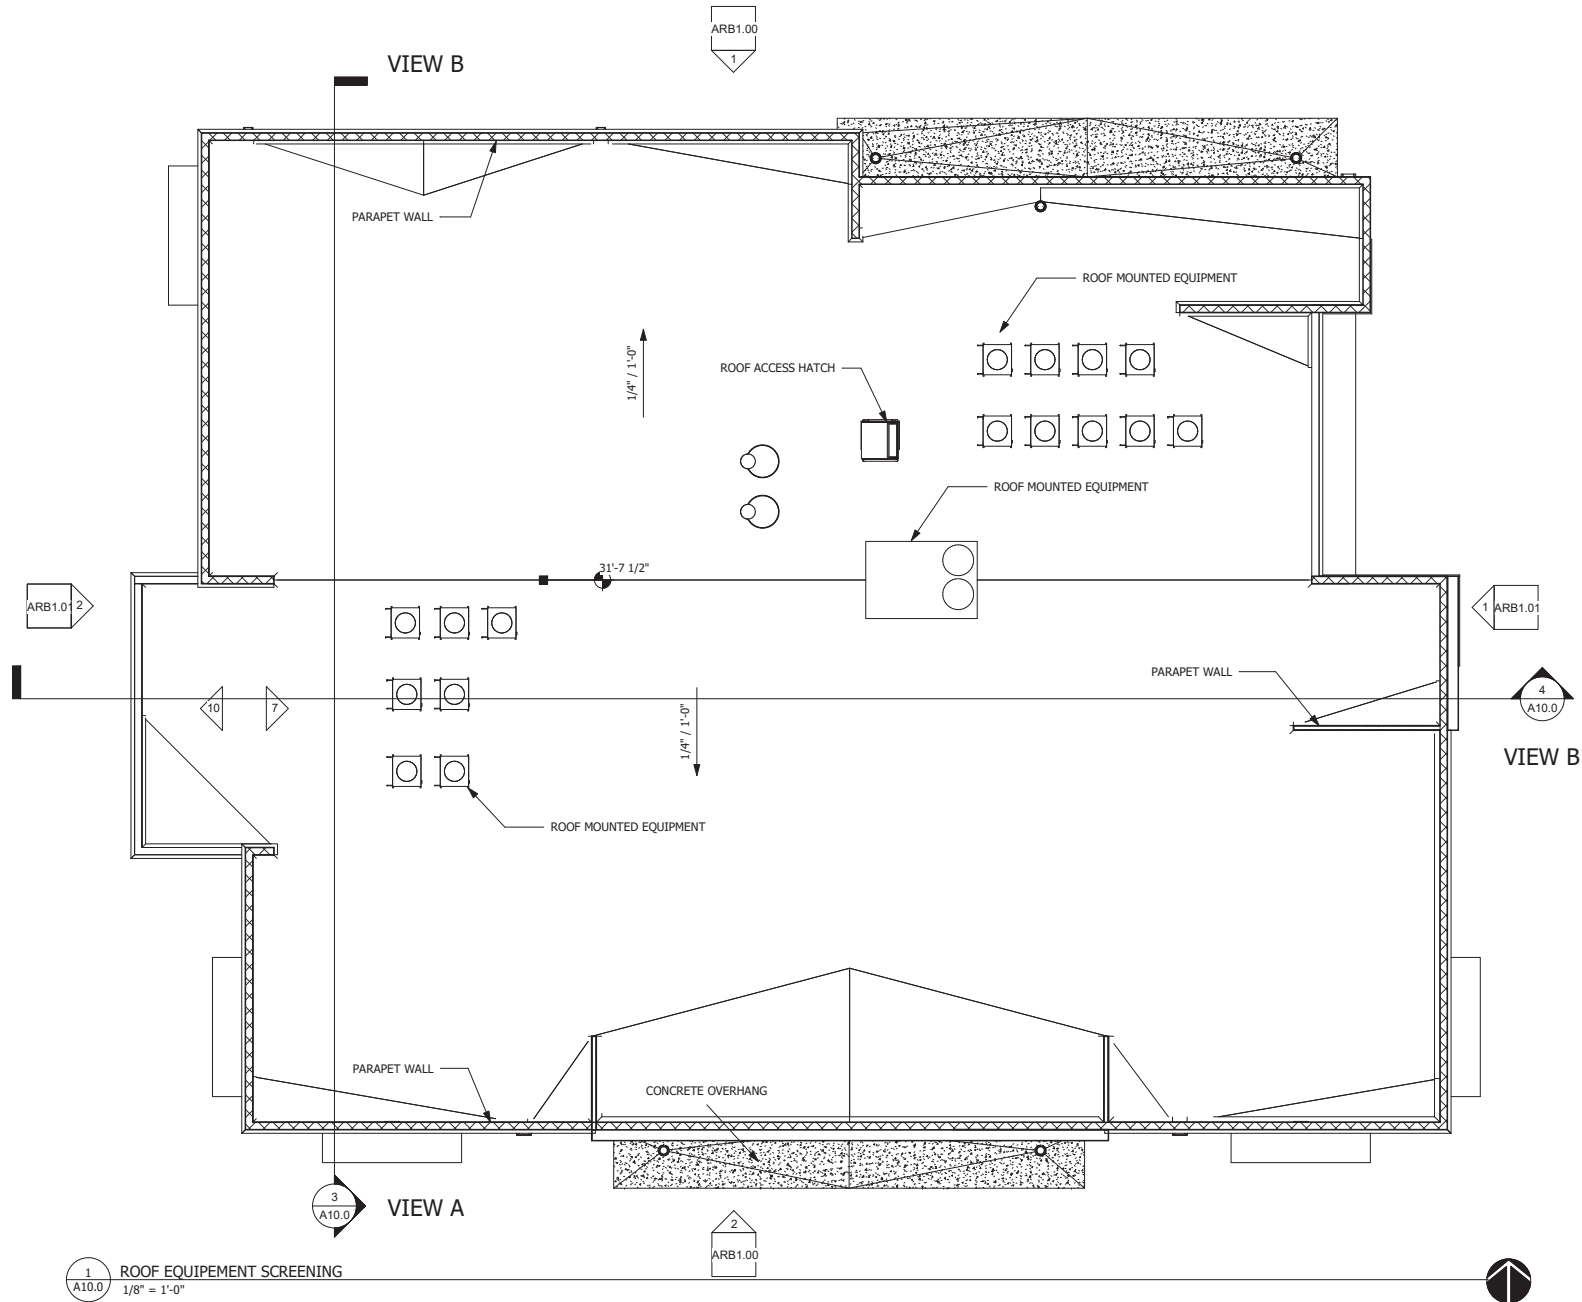 ARB1.00
1
VIEW B
PARAPET WALL
ROOF MOUNTED EQUIPMENT
1/4" / 1'-0"
ROOF ACCESS HATCH
ROOF MOUNTED EQUIPMENT
31'-7 1/2"
ARB1.01
2
1
ARB1.01
PARAPET WALL
10
7
4
A10.0
1/4" / 1'-0"
VIEW B
ROOF MOUNTED EQUIPMENT
PARAPET WALL
CONCRETE OVERHANG
3
A10.0
VIEW A
2
ARB1.00
1
A10.0
ROOF EQUIPEMENT SCREENING
1/8" = 1'-0"